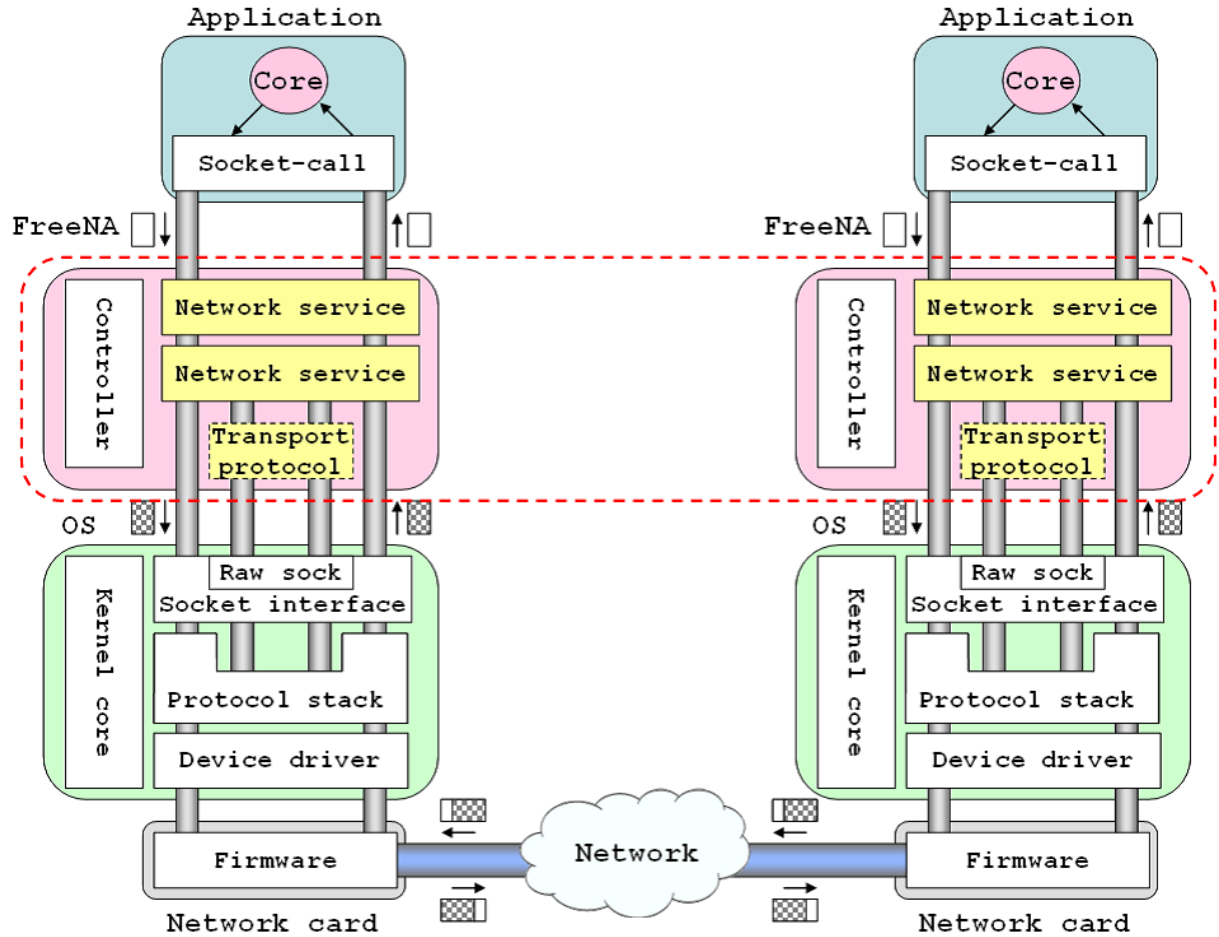 Application
Application
Core
Core
Socket-call
Socket-call
FreeNA
FreeNA
Controller
Network service
Network service
Transport
protocol
Controller
Network service
Network service
Transport
protocol
OS
OS
Kernel core
Raw sock
Socket interface
Protocol stack
Device driver
Kernel core
Raw sock
Socket interface
Protocol stack
Device driver
Firmware
Network
Firmware
Network card
Network card